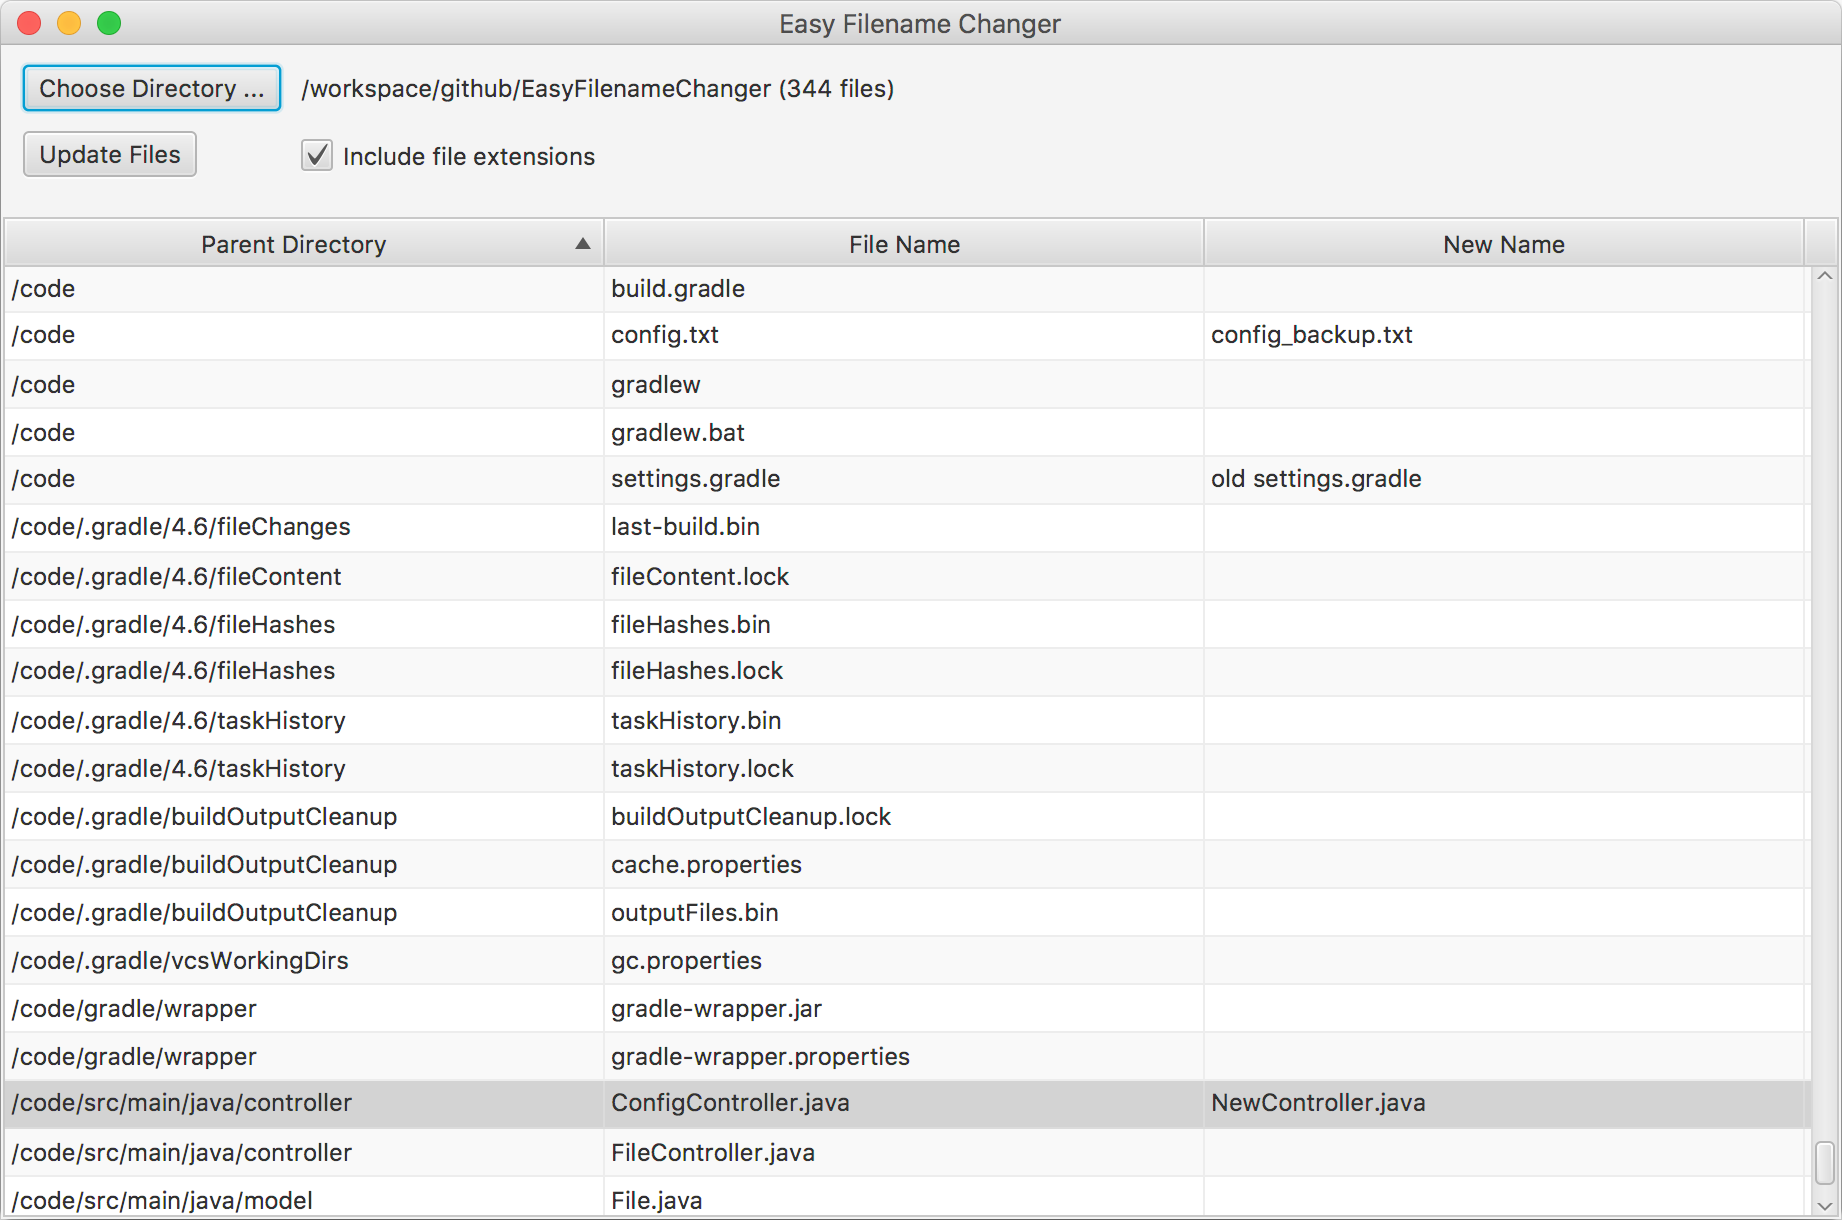 Easy Filename Changer
Choose Directory ... /workspace/github/EasyFilenameChanger (344 files)
Update Files Include file extensions
Parent Directory File Name New Name
/code build.gradle
/code config.txt config_backup.txt
/code gradlew
/code gradlew.bat
/code settings.gradle old settings.gradle
/code/.gradle/4.6/fileChanges last-build.bin
/code/.gradle/4.6/fileContent fileContent.lock
/code/.gradle/4.6/fileHashes fileHashes.bin
/code/.gradle/4.6/fileHashes fileHashes.lock
/code/.gradle/4.6/taskHistory taskHistory.bin
/code/.gradle/4.6/taskHistory taskHistory.lock
/code/.gradle/buildOutputCleanup buildOutputCleanup.lock
/code/.gradle/buildOutputCleanup cache.properties
/code/.gradle/buildOutputCleanup outputFiles.bin
/code/.gradle/vcsWorkingDirs gc.properties
/code/gradle/wrapper gradle-wrapper.jar
/code/gradle/wrapper gradle-wrapper.properties
/code/src/main/java/controller ConfigController.java NewController.java
/code/src/main/java/controller FileController.java
/code/src/main/java/model File.java